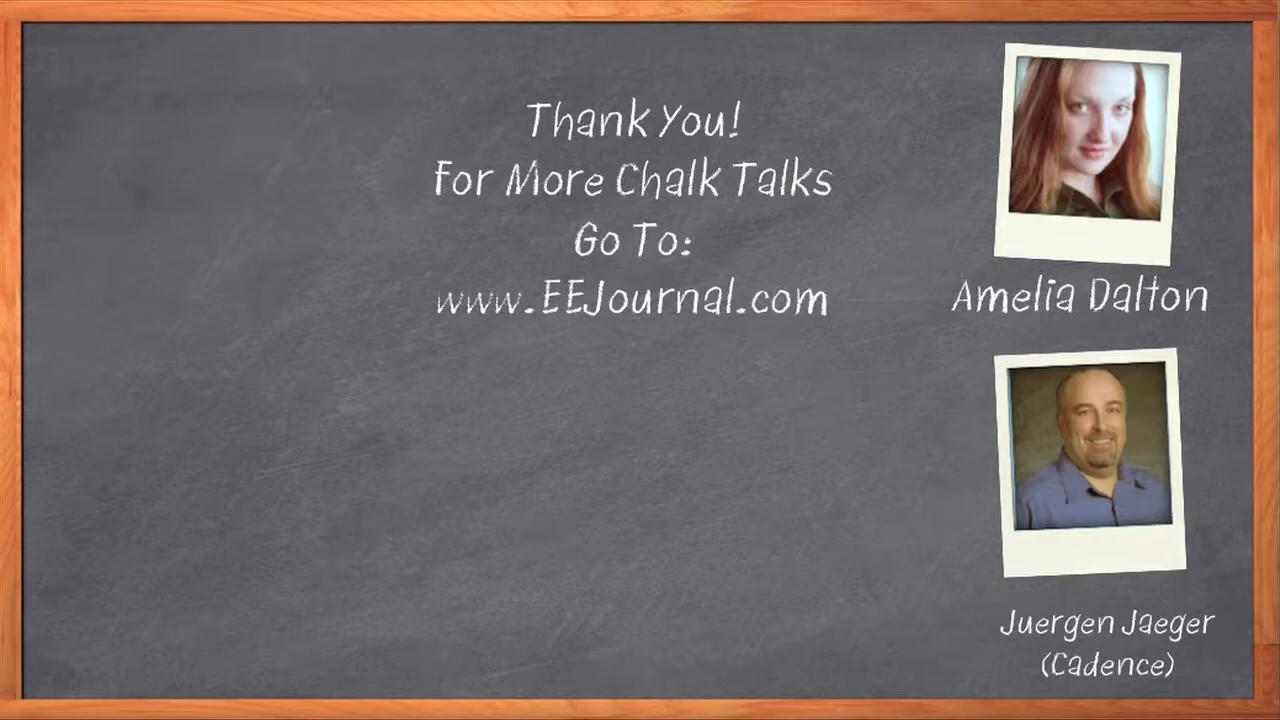 Thank You!
For More Chalk Talks
Go To:
www.EEJournal.com
Amelia Dalton
Juergen Jaeger
(Cadence)